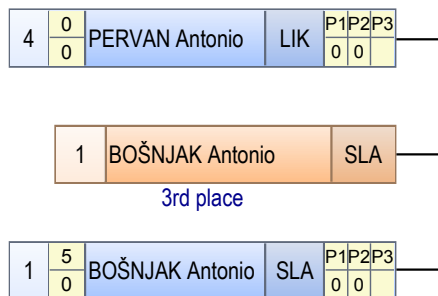 4 0 0 PERVAN Antonio LIK P1 P2 P3 0 0
1 BOŠNJAK Antonio SLA
3rd place
1 5 0 BOŠNJAK Antonio SLA P1 P2 P3 0 0